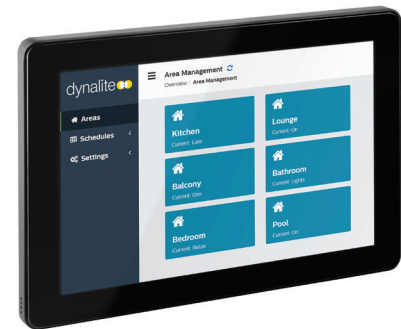 dynalite
Areas
Schedules
Settings
Area Management
Overview / Area Management
Kitchen
Current: Late
Lounge
Current: On
Balcony
Current: Dim
Bathroom
Current: Lights
Bedroom
Current: Relax
Pool
Current: On